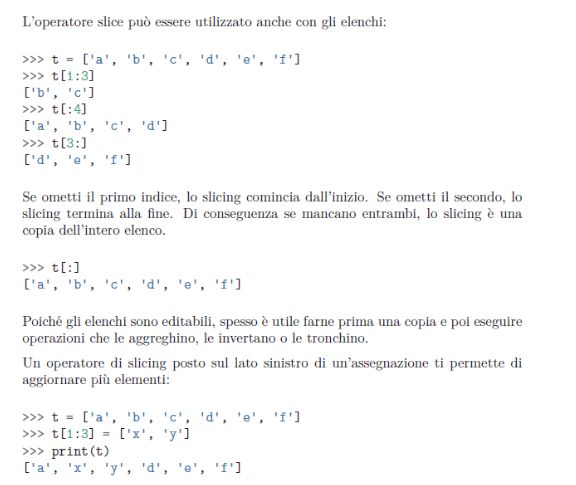 L'operatore slice può essere utilizzato anche con gli elenchi:
>>> t = ['a', 'b', 'c', 'd', 'e', 'f']
>>> t[1:3]
['b', 'c']
>>> t[:4]
['a', 'b', 'c', 'd']
>>> t[3:]
['d', 'e', 'f']
Se ometti il primo indice, lo slicing comincia dall'inizio. Se ometti il secondo, lo
slicing termina alla fine. Di conseguenza se mancano entrambi, lo slicing è una
copia dell'intero elenco.
>>> t[:]
['a', 'b', 'c', 'd', 'e', 'f']
Poiché gli elenchi sono editabili, spesso è utile farne prima una copia e poi eseguire
operazioni che le aggreghino, le invertano o le tronchino.
Un operatore di slicing posto sul lato sinistro di un'assegnazione ti permette di
aggiornare più elementi:
>>> t = ['a', 'b', 'c', 'd', 'e', 'f']
>>> t[1:3] = ['x', 'y']
>>> print(t)
['a', 'x', 'y', 'd', 'e', 'f']